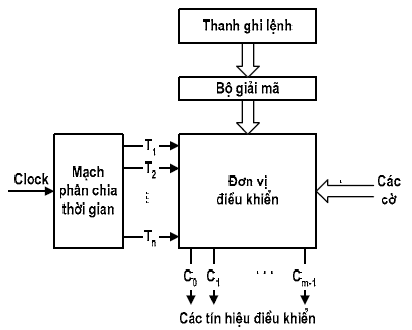 Thanh ghi lệnh
Bộ giải mã
Clock
Mạch
phân chia
thời gian
T1
T2
Tn
Đơn vị
điều khiển
Các
cờ
C0 C1 ... Cm-1
Các tín hiệu điều khiển